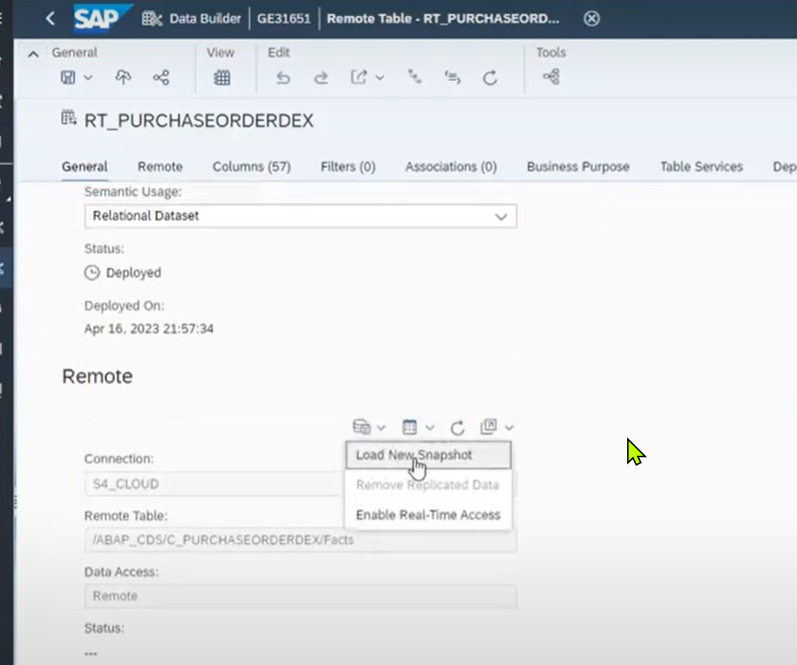 SAP Data Builder GE31651 Remote Table - RT_PURCHASEORD...
General View Edit Tools
RT_PURCHASEORDERDEX
General Remote Columns (57) Filters (0) Associations (0) Business Purpose Table Services Dep
Semantic Usage:
Relational Dataset
Status:
Deployed
Deployed On:
Apr 16, 2023 21:57:34
Remote
Load New Snapshot
Connection:
S4_CLOUD
Remove Replicated Data
Remote Table:
Enable Real-Time Access
/ABAP_CDS/C_PURCHASEORDERDEX/Facts
Data Access:
Remote
Status:
---